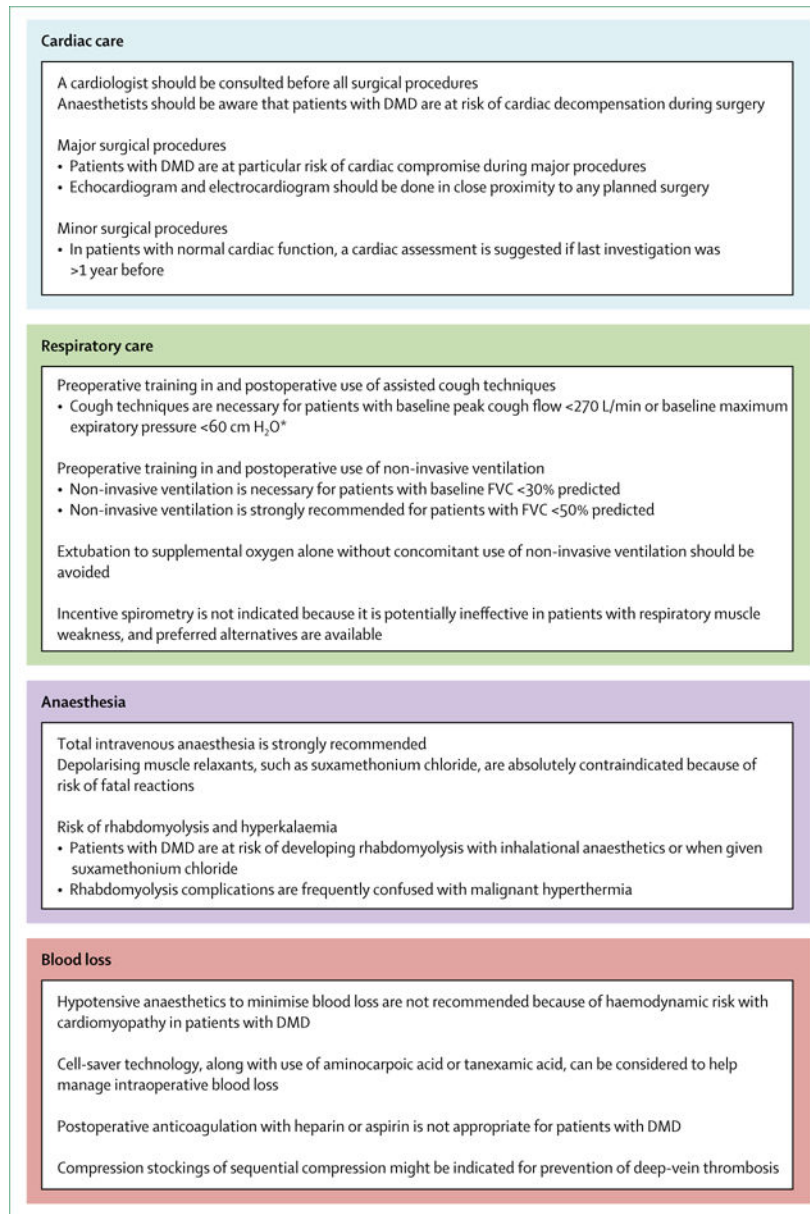 Cardiac care
A cardiologist should be consulted before all surgical procedures
Anaesthetists should be aware that patients with DMD are at risk of cardiac decompensation during surgery
Major surgical procedures
• Patients with DMD are at particular risk of cardiac compromise during major procedures
• Echocardiogram and electrocardiogram should be done in close proximity to any planned surgery
Minor surgical procedures
• In patients with normal cardiac function, a cardiac assessment is suggested if last investigation was
>1 year before
Respiratory care
Preoperative training in and postoperative use of assisted cough techniques
• Cough techniques are necessary for patients with baseline peak cough flow <270 L/min or baseline maximum
expiratory pressure <60 cm H₂O*
Preoperative training in and postoperative use of non-invasive ventilation
• Non-invasive ventilation is necessary for patients with baseline FVC <30% predicted
• Non-invasive ventilation is strongly recommended for patients with FVC <50% predicted
Extubation to supplemental oxygen alone without concomitant use of non-invasive ventilation should be
avoided
Incentive spirometry is not indicated because it is potentially ineffective in patients with respiratory muscle
weakness, and preferred alternatives are available
Anaesthesia
Total intravenous anaesthesia is strongly recommended
Depolarising muscle relaxants, such as suxamethonium chloride, are absolutely contraindicated because of
risk of fatal reactions
Risk of rhabdomyolysis and hyperkalaemia
• Patients with DMD are at risk of developing rhabdomyolysis with inhalational anaesthetics or when given
suxamethonium chloride
• Rhabdomyolysis complications are frequently confused with malignant hyperthermia
Blood loss
Hypotensive anaesthetics to minimise blood loss are not recommended because of haemodynamic risk with
cardiomyopathy in patients with DMD
Cell-saver technology, along with use of aminocarpoic acid or tanexamic acid, can be considered to help
manage intraoperative blood loss
Postoperative anticoagulation with heparin or aspirin is not appropriate for patients with DMD
Compression stockings of sequential compression might be indicated for prevention of deep-vein thrombosis